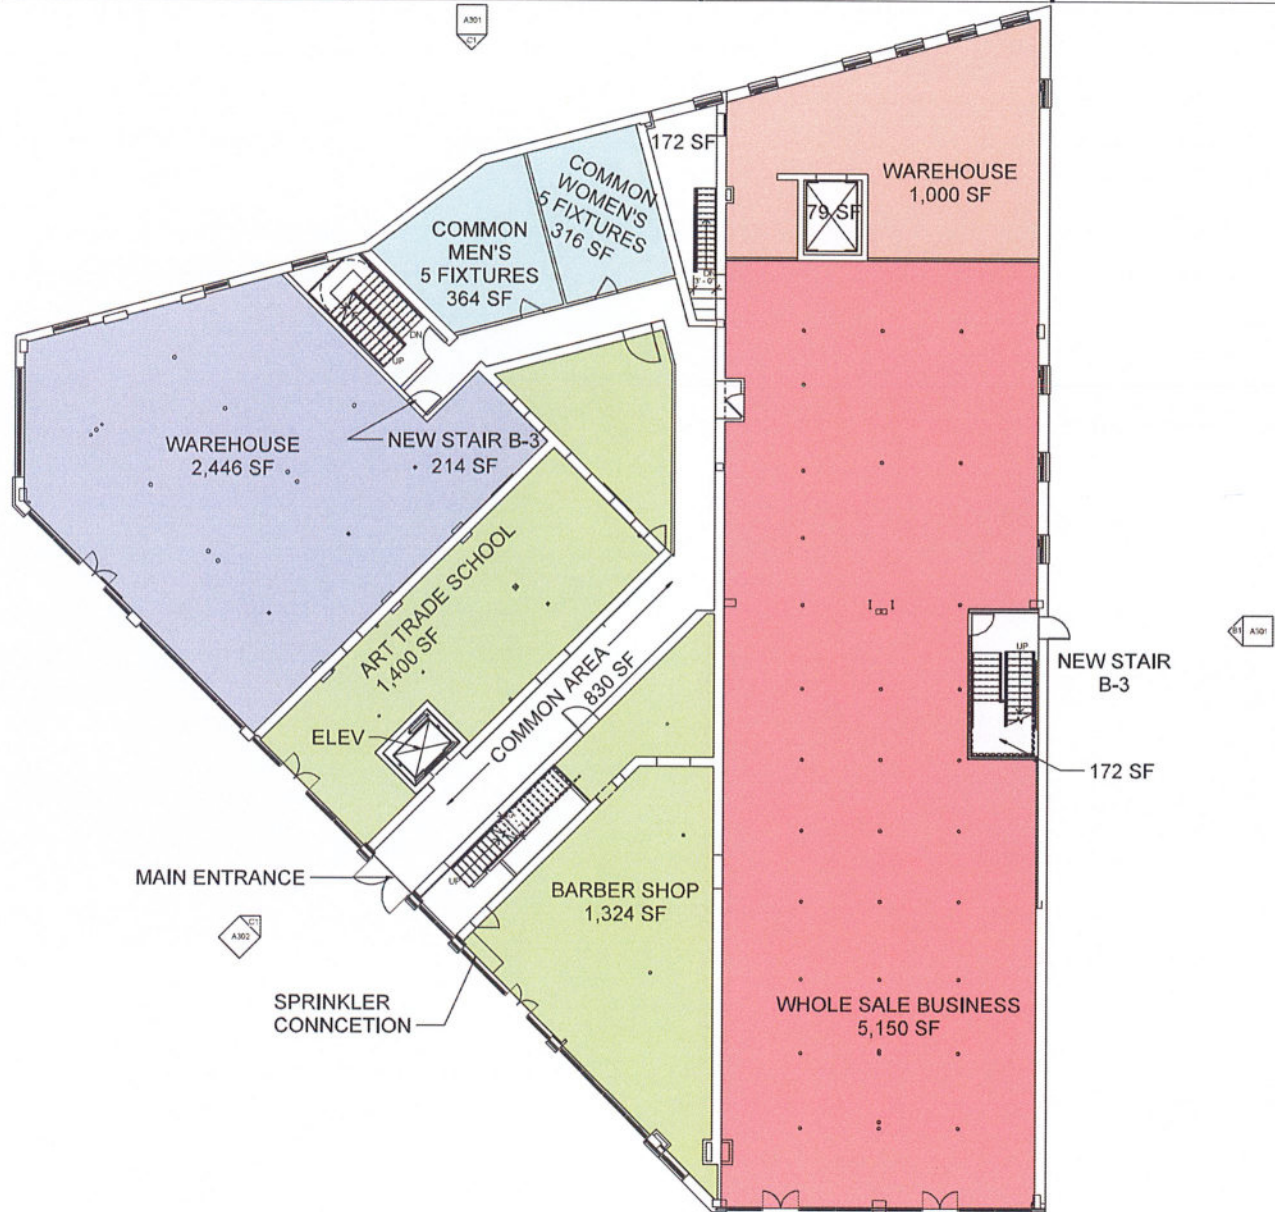 A301
C1
172 SF
WAREHOUSE
1,000 SF
79 SF
COMMON
WOMEN'S
5 FIXTURES
316 SF
COMMON
MEN'S
5 FIXTURES
364 SF
DN
3' - 0"
DN
UP
WAREHOUSE
2,446 SF
NEW STAIR B-3
214 SF
ART TRADE SCHOOL
1,400 SF
COMMON AREA
830 SF
ELEV
UP
NEW STAIR
B-3
B1
A301
172 SF
MAIN ENTRANCE
UP
BARBER SHOP
1,324 SF
C1
A302
SPRINKLER
CONNCETION
WHOLE SALE BUSINESS
5,150 SF